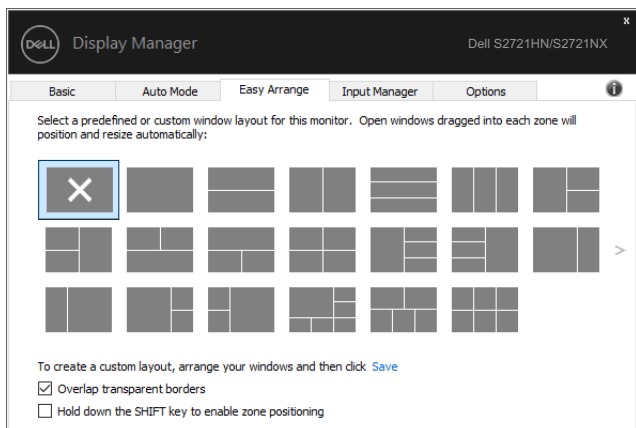 x
DELL Display Manager Dell S2721HN/S2721NX
Basic Auto Mode Easy Arrange Input Manager Options
Select a predefined or custom window layout for this monitor. Open windows dragged into each zone will
position and resize automatically:
>
To create a custom layout, arrange your windows and then click Save
Overlap transparent borders
Hold down the SHIFT key to enable zone positioning